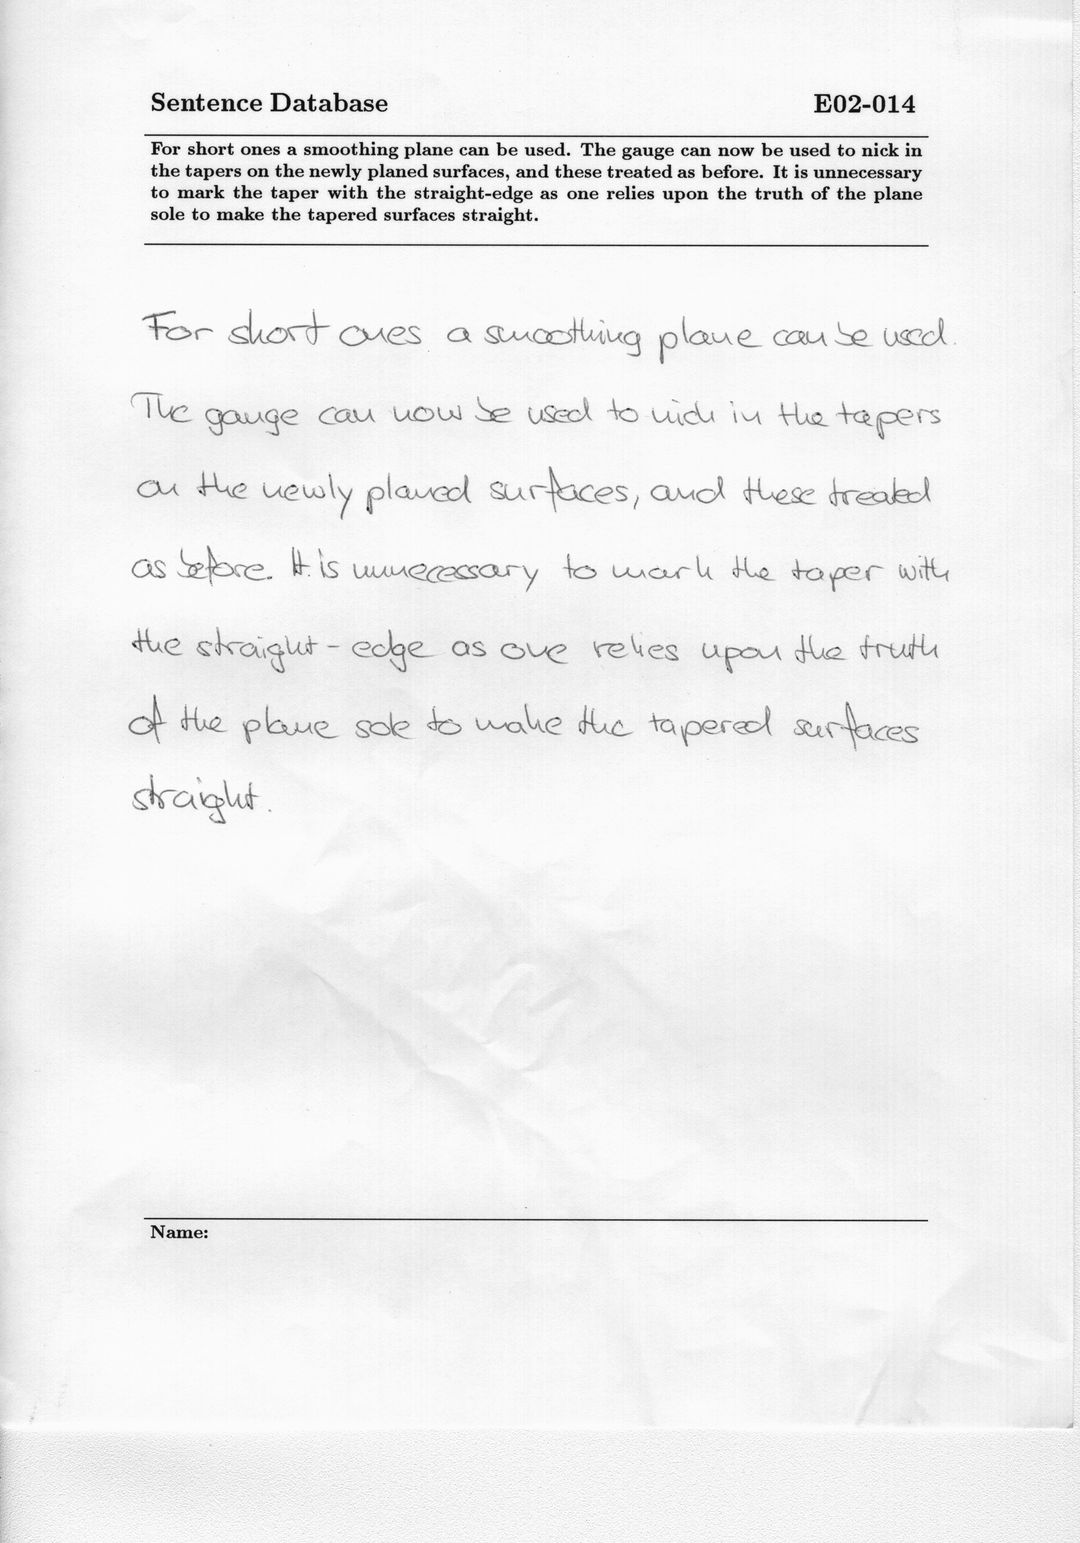 Sentence Database E02-014
For short ones a smoothing plane can be used. The gauge can now be used to nick in
the tapers on the newly planed surfaces, and these treated as before. It is unnecessary
to mark the taper with the straight-edge as one relies upon the truth of the plane
sole to make the tapered surfaces straight.
For short ones a smoothing plane can be used.
The gauge can now be used to nick in the tapers
on the newly planed surfaces, and these treated
as before. It is unnecessary to mark the taper with
the straight-edge as one relies upon the truth
of the plane sole to make the tapered surfaces
straight.
Name: